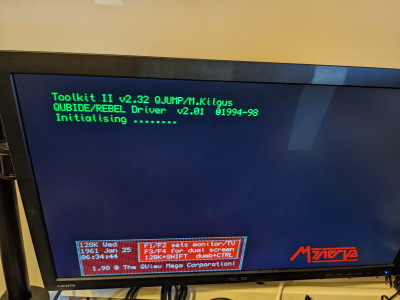 Toolkit II v2.32 QJUMP/M.Kilgus
QUBIDE/REBEL Driver v2.01 @1994-98
Initialising ........
128K Wed
1961 Jan 25
06:34:44
F1/F2 sets monitor/TV
F3/F4 for dual screen
128K+SHIFT dumb+CTRL
1.98 @ The QView Mega Corporation!
Minerva
HDMI